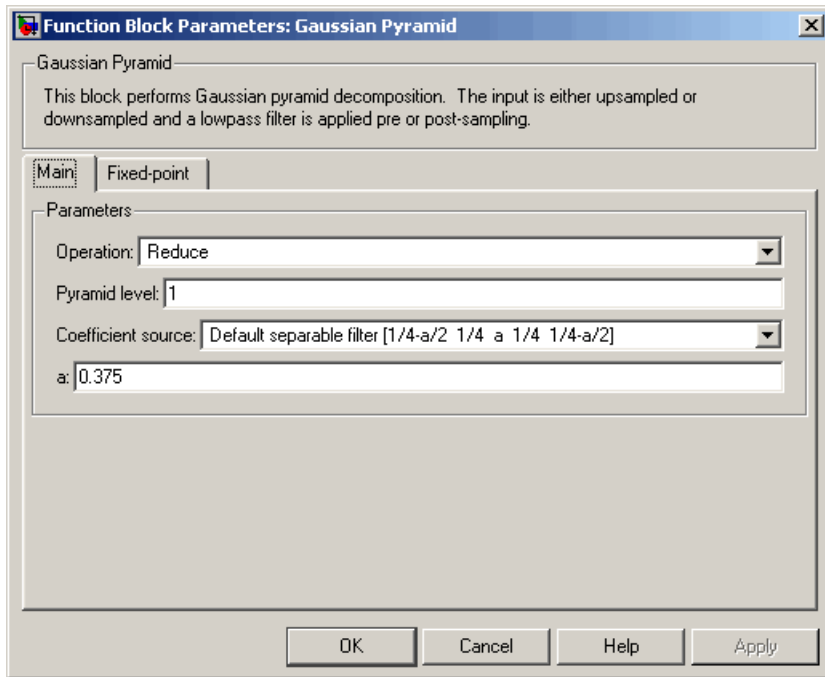 Function Block Parameters: Gaussian Pyramid
Gaussian Pyramid
This block performs Gaussian pyramid decomposition. The input is either upsampled or
downsampled and a lowpass filter is applied pre or post-sampling.
Main Fixed-point
Parameters
Operation: Reduce
Pyramid level: 1
Coefficient source: Default separable filter [1/4-a/2 1/4 a 1/4 1/4-a/2]
a: 0.375
OK Cancel Help Apply